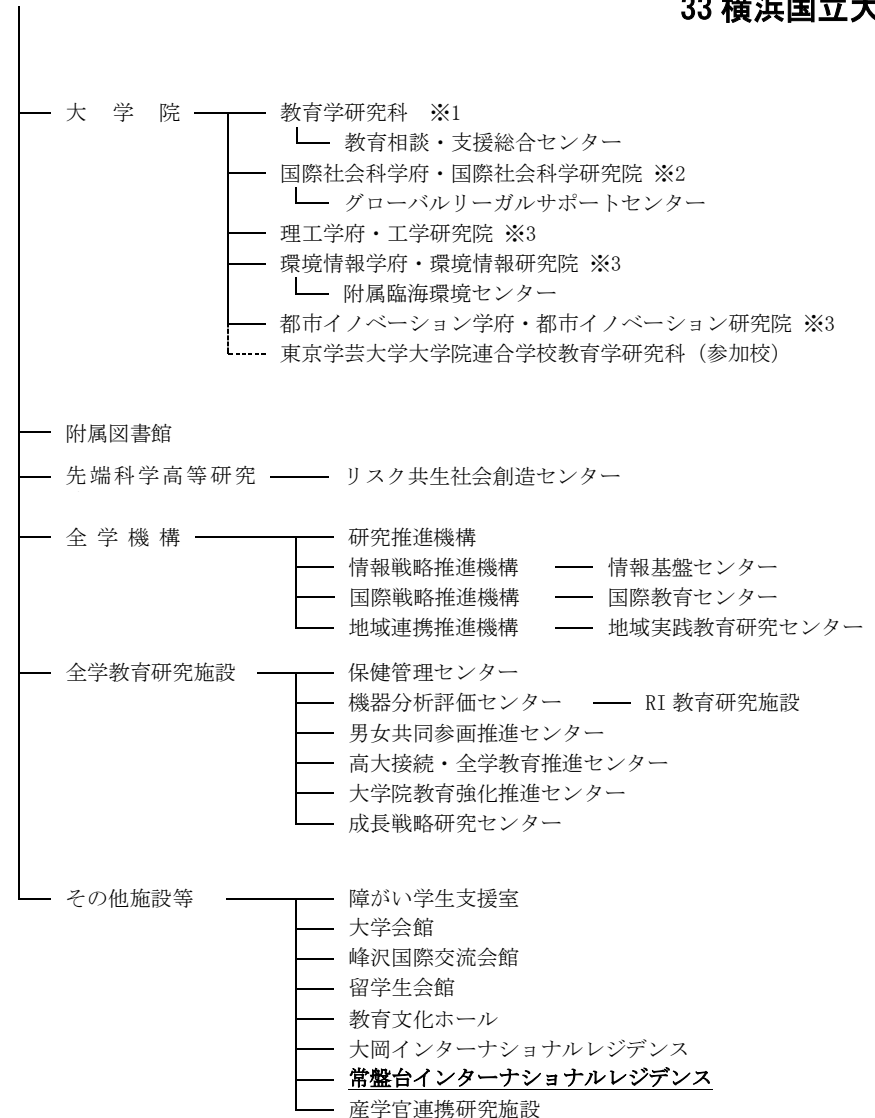 33 横浜国立大
大 学 院
教育学研究科 ※1
教育相談・支援総合センター
国際社会科学府・国際社会科学研究院 ※2
グローバルリーガルサポートセンター
理工学府・工学研究院 ※3
環境情報学府・環境情報研究院 ※3
附属臨海環境センター
都市イノベーション学府・都市イノベーション研究院 ※3
東京学芸大学大学院連合学校教育学研究科(参加校)
附属図書館
先端科学高等研究 リスク共生社会創造センター
全 学 機 構 研究推進機構
情報戦略推進機構 情報基盤センター
国際戦略推進機構 国際教育センター
地域連携推進機構 地域実践教育研究センター
全学教育研究施設 保健管理センター
機器分析評価センター RI 教育研究施設
男女共同参画推進センター
高大接続・全学教育推進センター
大学院教育強化推進センター
成長戦略研究センター
その他施設等 障がい学生支援室
大学会館
峰沢国際交流会館
留学生会館
教育文化ホール
大岡インターナショナルレジデンス
常盤台インターナショナルレジデンス
産学官連携研究施設